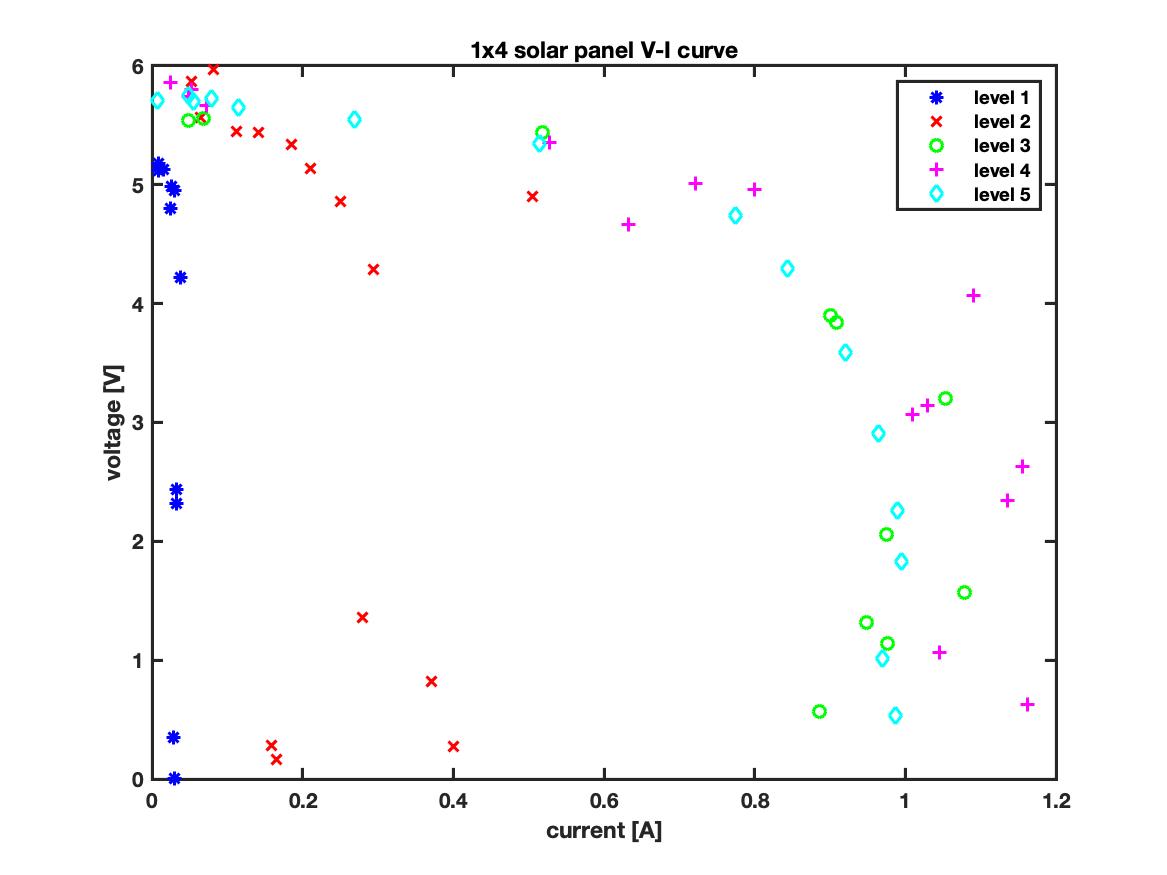 1x4 solar panel V-I curve
6
5
4
3
2
1
0
voltage [V]
level 1
level 2
level 3
level 4
level 5
0 0.2 0.4 0.6 0.8 1 1.2
current [A]